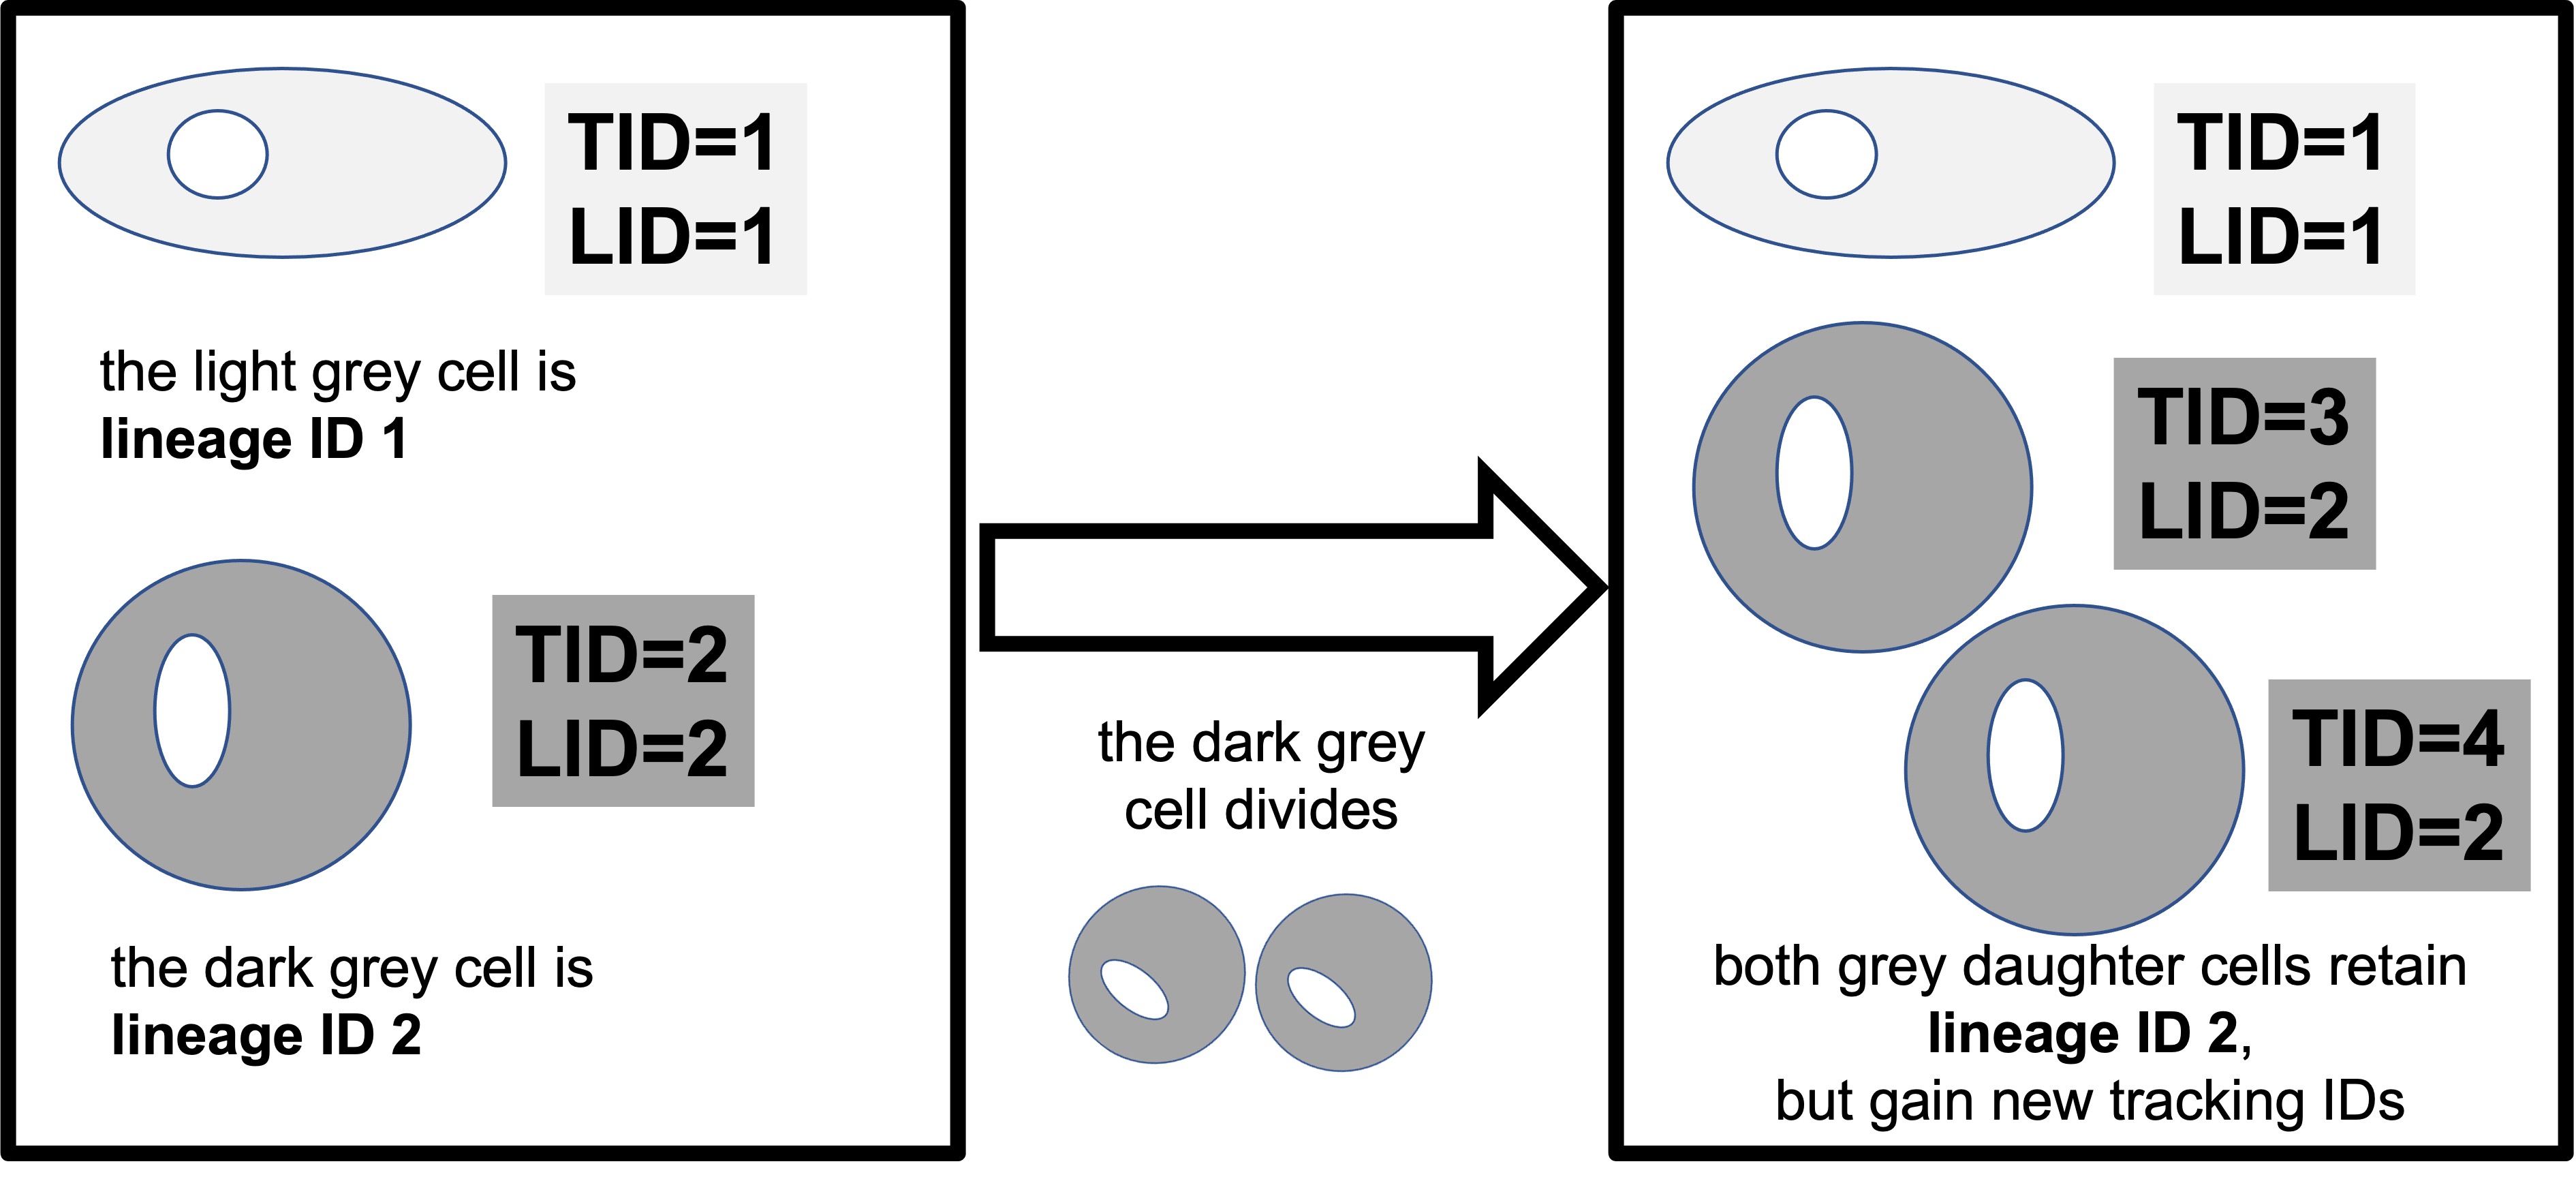 TID=1
LID=1
the light grey cell is
lineage ID 1
TID=2
LID=2
the dark grey cell is
lineage ID 2
the dark grey
cell divides
TID=1
LID=1
TID=3
LID=2
TID=4
LID=2
both grey daughter cells retain
lineage ID 2,
but gain new tracking IDs